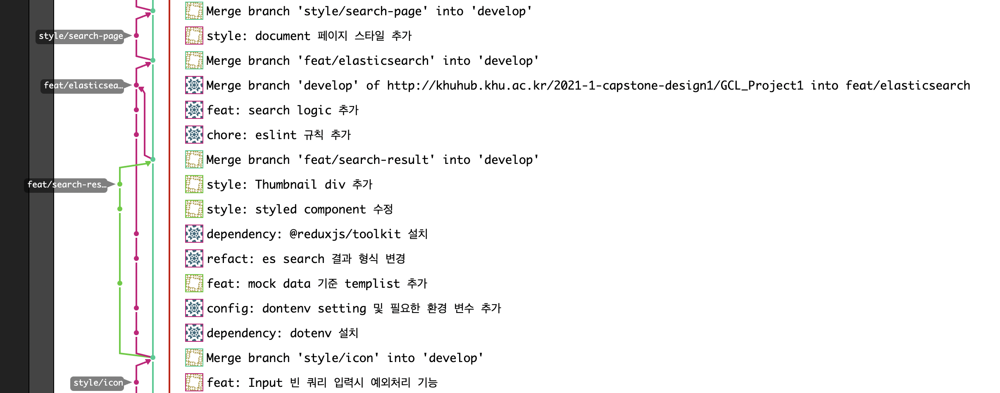 Merge branch 'style/search-page' into 'develop'
style/search-page style: document 페이지 스타일 추가
Merge branch 'feat/elasticsearch' into 'develop'
feat/elasticsea… Merge branch 'develop' of http://khuhub.khu.ac.kr/2021-1-capstone-design1/GCL_Project1 into feat/elasticsearch
feat: search logic 추가
chore: eslint 규칙 추가
Merge branch 'feat/search-result' into 'develop'
feat/search-res… style: Thumbnail div 추가
style: styled component 수정
dependency: @reduxjs/toolkit 설치
refact: es search 결과 형식 변경
feat: mock data 기준 templist 추가
config: dontenv setting 및 필요한 환경 변수 추가
dependency: dotenv 설치
Merge branch 'style/icon' into 'develop'
style/icon feat: Input 빈 쿼리 입력시 예외처리 기능